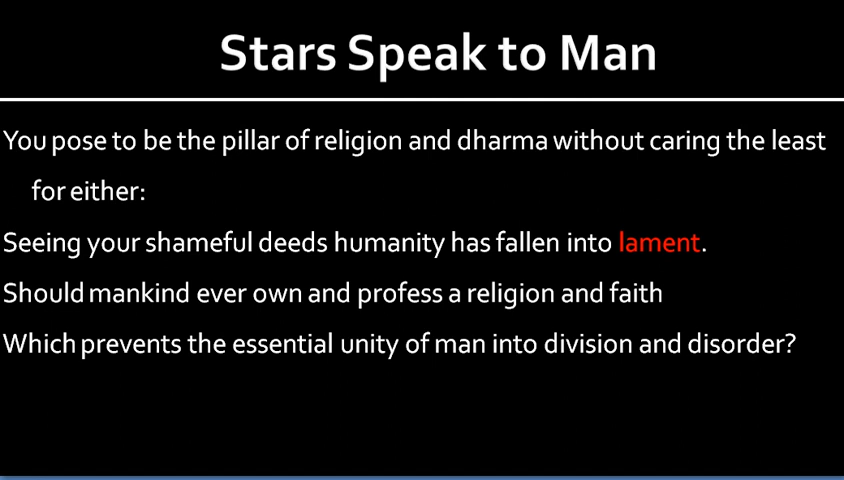 Stars Speak to Man
You pose to be the pillar of religion and dharma without caring the least
for either:
Seeing your shameful deeds humanity has fallen into lament.
Should mankind ever own and profess a religion and faith
Which prevents the essential unity of man into division and disorder?